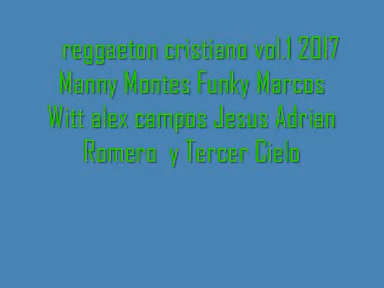 reggaeton cristiano vol.1 2017
Manny Montes Funky Marcos
Witt alex campos Jesus Adrian
Romero y Tercer Cielo